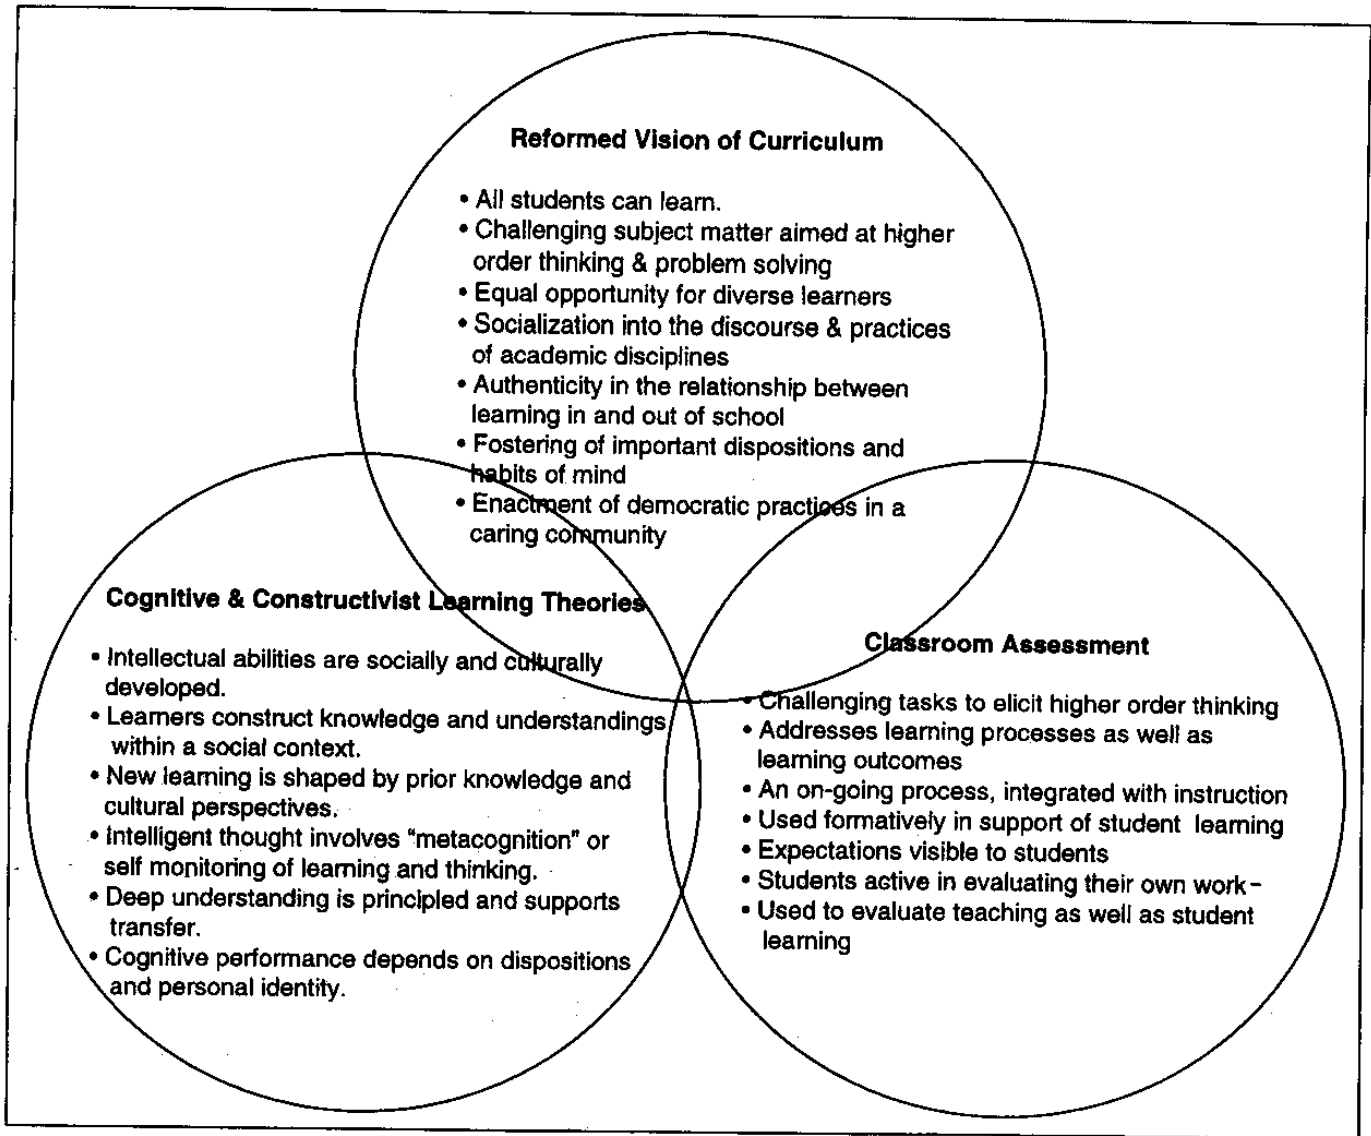 Reformed Vision of Curriculum
• All students can learn.
• Challenging subject matter aimed at higher
order thinking & problem solving
• Equal opportunity for diverse learners
• Socialization into the discourse & practices
of academic disciplines
• Authenticity in the relationship between
learning in and out of school
• Fostering of important dispositions and
habits of mind
• Enactment of democratic practices in a
caring community
Cognitive & Constructivist Learning Theories
• Intellectual abilities are socially and culturally
developed.
• Learners construct knowledge and understandings
within a social context.
• New learning is shaped by prior knowledge and
cultural perspectives.
• Intelligent thought involves "metacognition" or
self monitoring of learning and thinking.
• Deep understanding is principled and supports
transfer.
• Cognitive performance depends on dispositions
and personal identity.
Classroom Assessment
• Challenging tasks to elicit higher order thinking
• Addresses learning processes as well as
learning outcomes
• An on-going process, integrated with instruction
• Used formatively in support of student learning
• Expectations visible to students
• Students active in evaluating their own work
• Used to evaluate teaching as well as student
learning